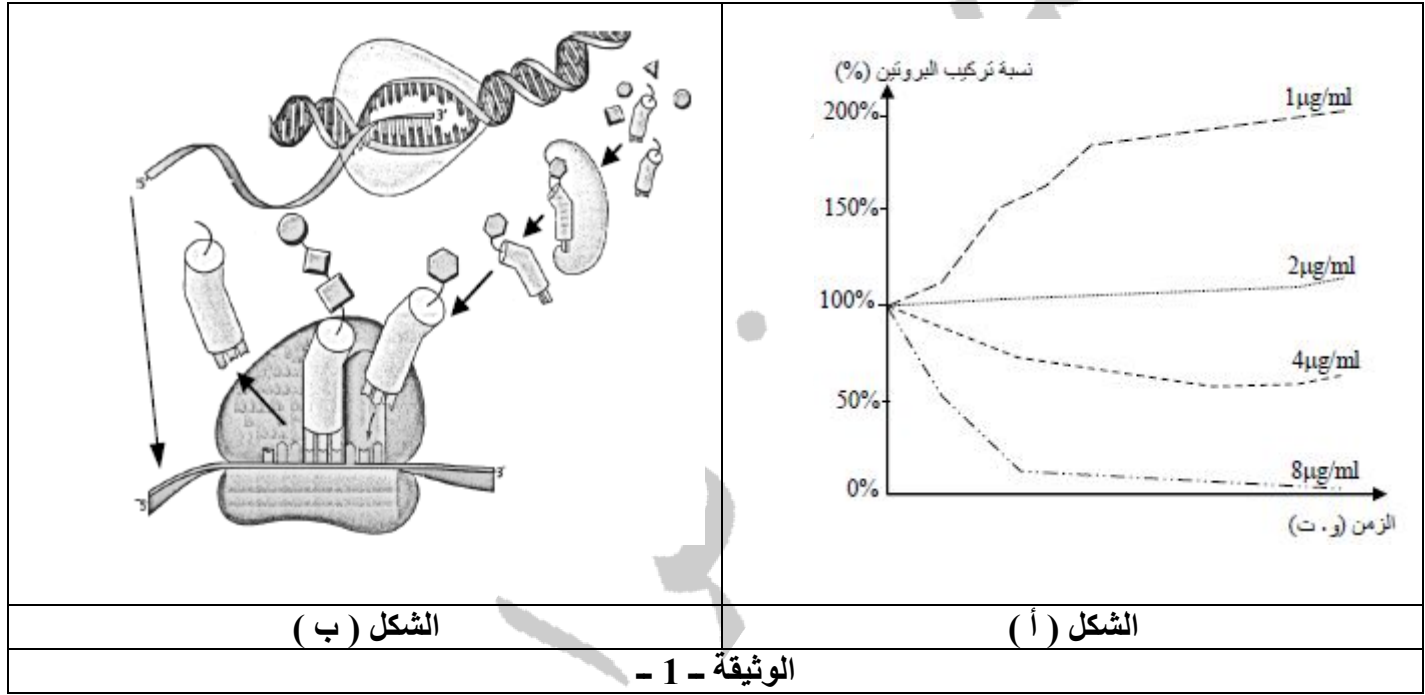 نسبة تركيب البروتين (%)
200%
150%
100%
50%
0%
1µg/ml
2µg/ml
4µg/ml
8µg/ml
الزمن (و. ت)
3'
5'
3'
5'
الشكل ( أ )
الشكل ( ب )
الوثيقة ـ 1 ـ